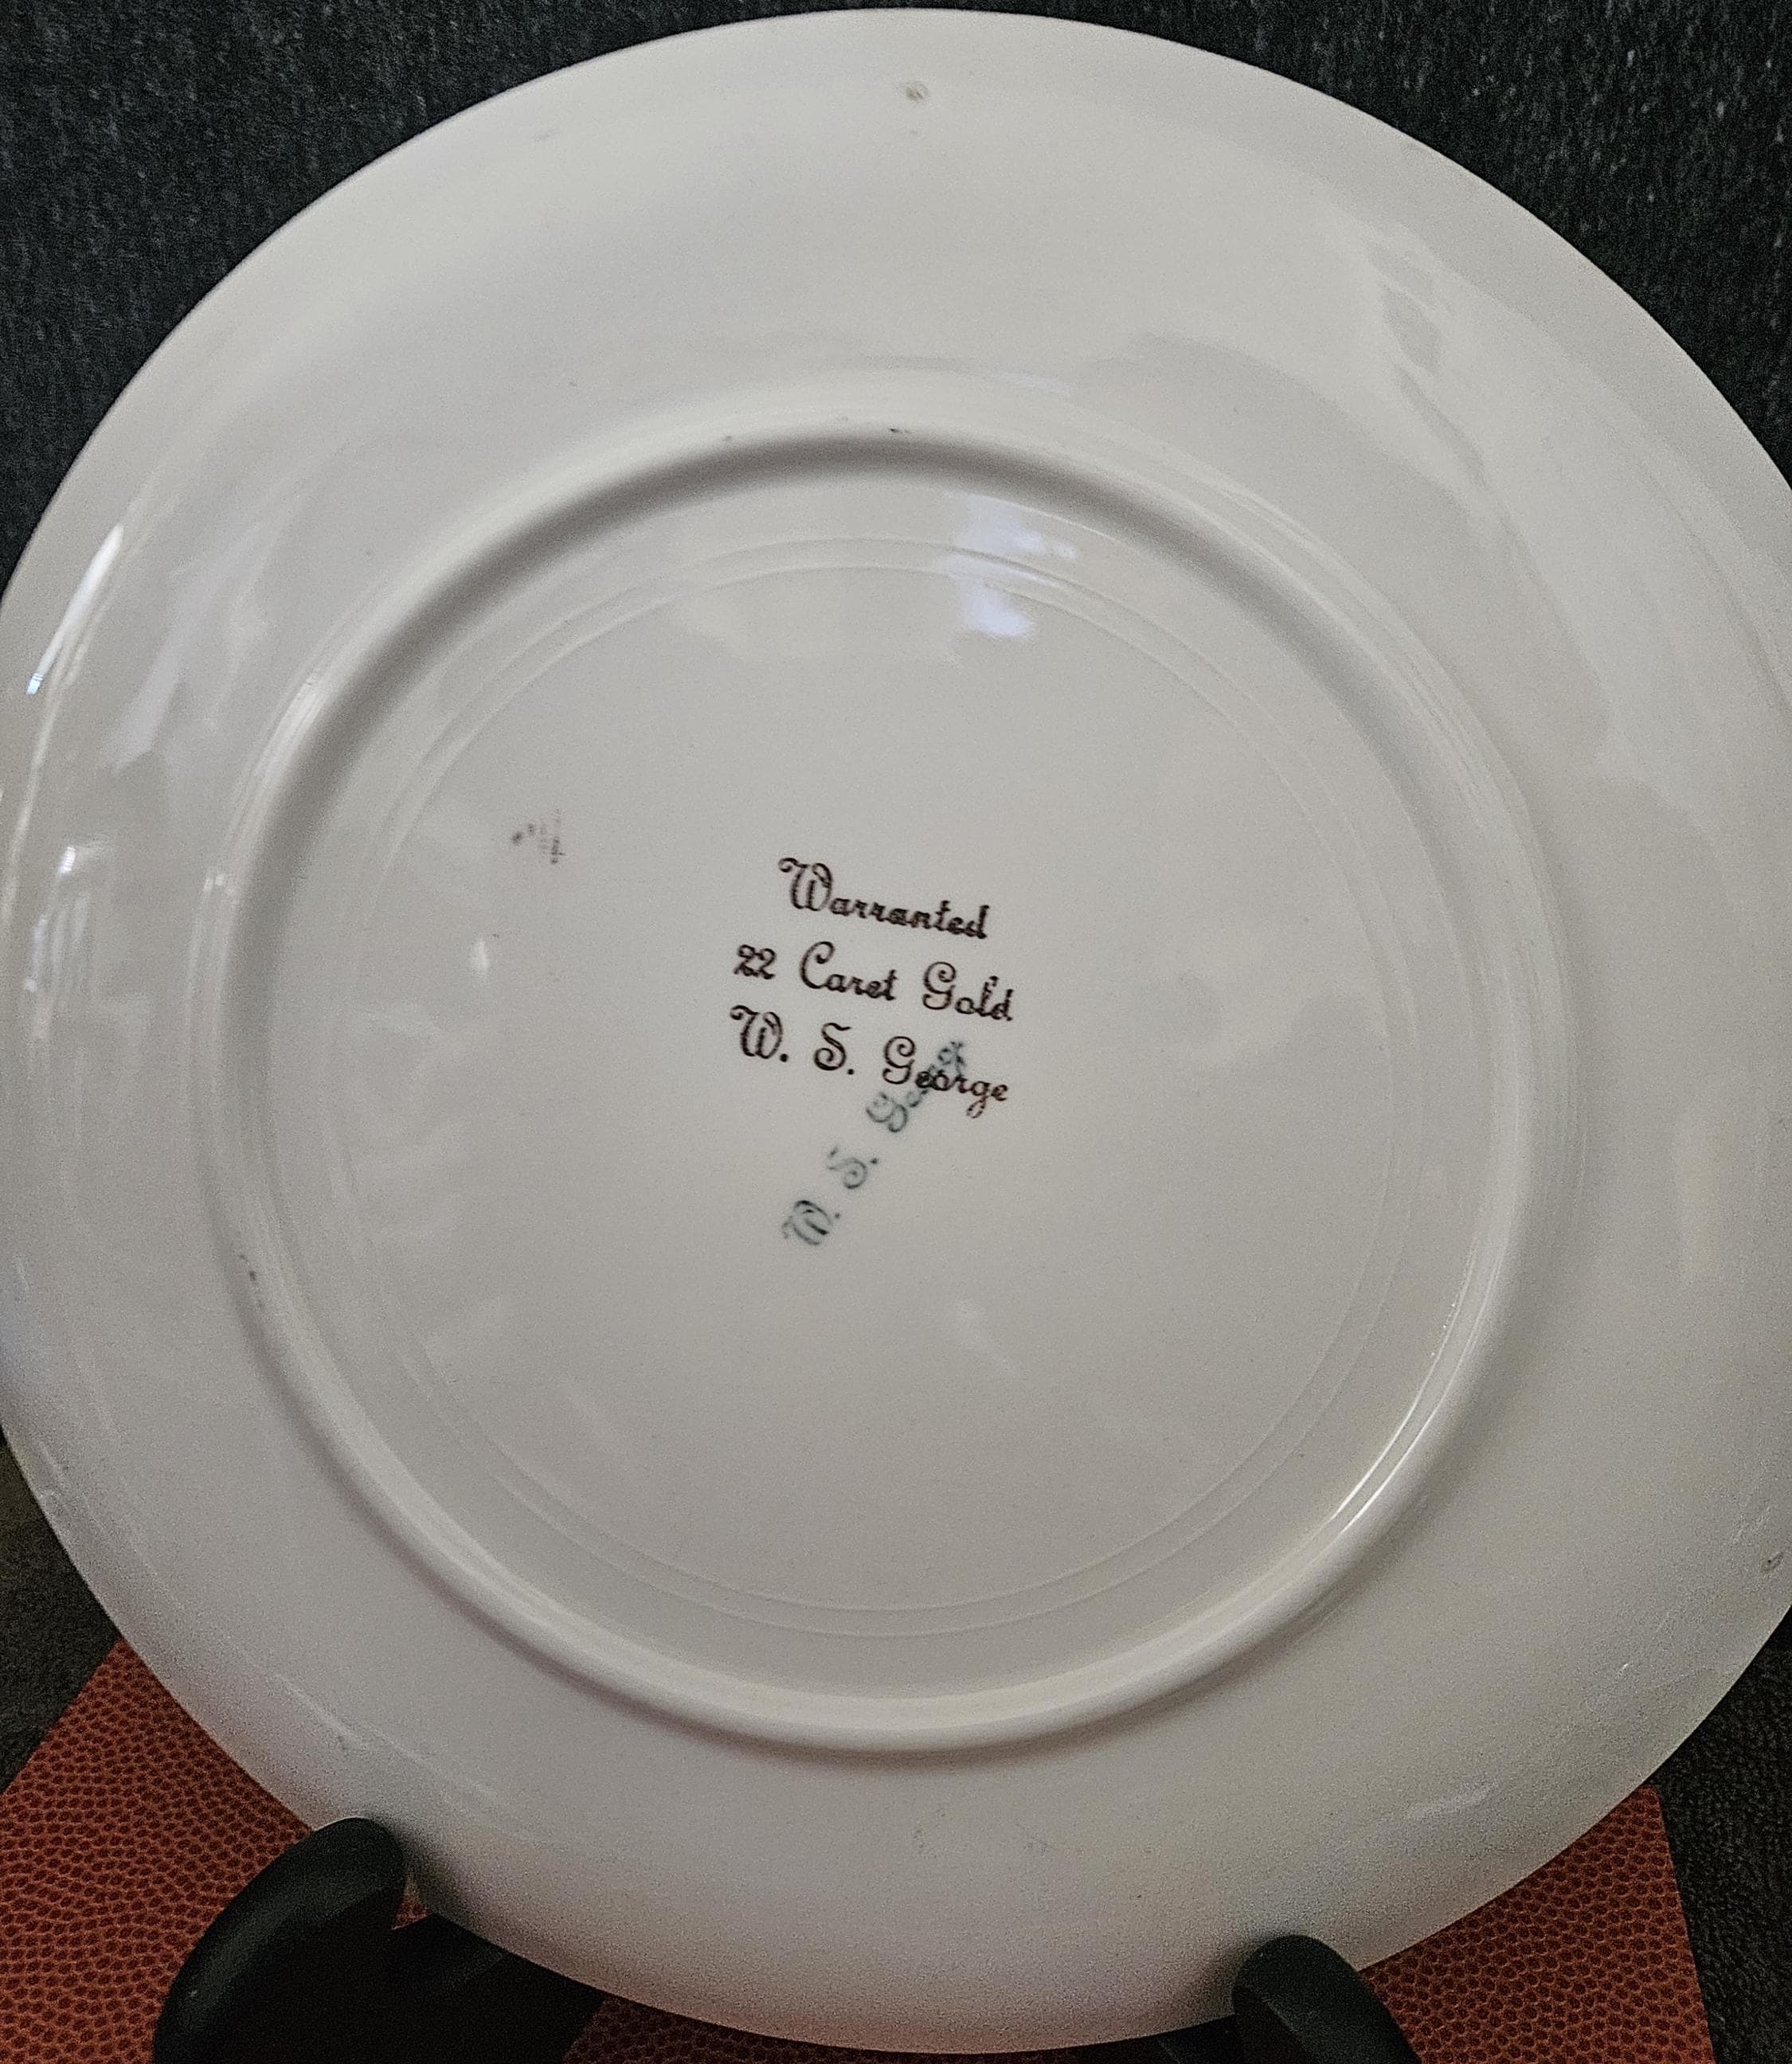 Warranted
22 Caret Gold
W. S. George
W. S.